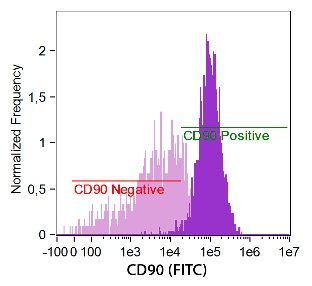 Normalized Frequency
2
1,5
1
0,5
0
CD90 Positive
CD90 Negative
-100 0 100 1e3 1e4 1e5 1e6 1e7
CD90 (FITC)